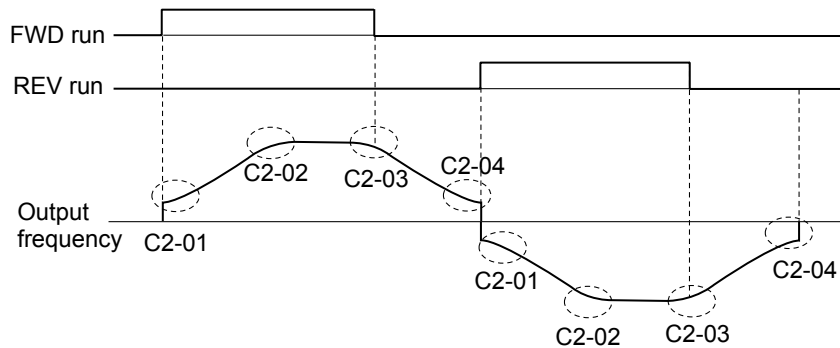 FWD run
REV run
C2-02
C2-03
C2-04
Output
frequency
C2-01
C2-01
C2-04
C2-02
C2-03